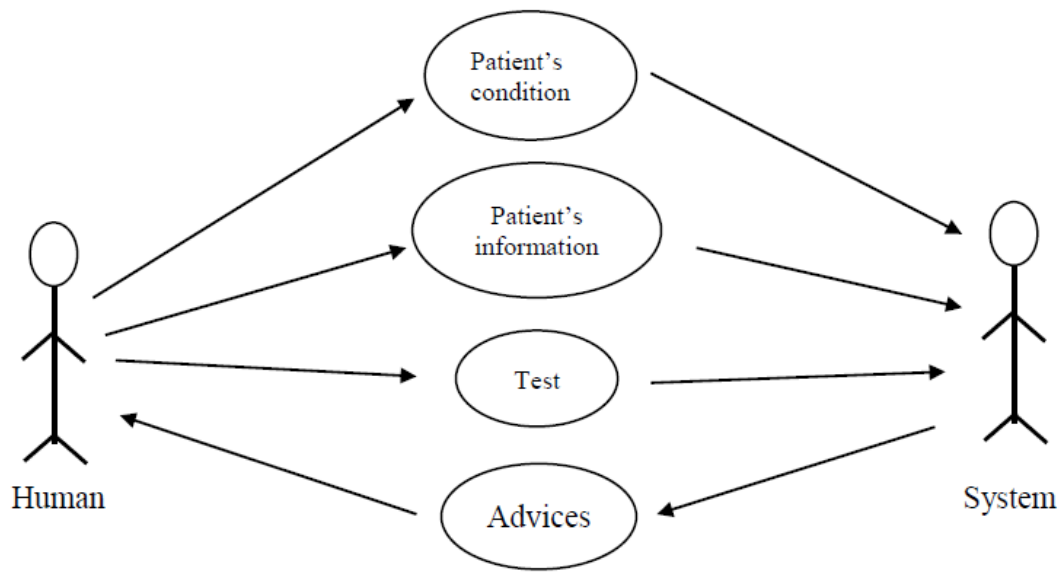 Patient's
condition
Patient's
information
Test
Advices
Human
System